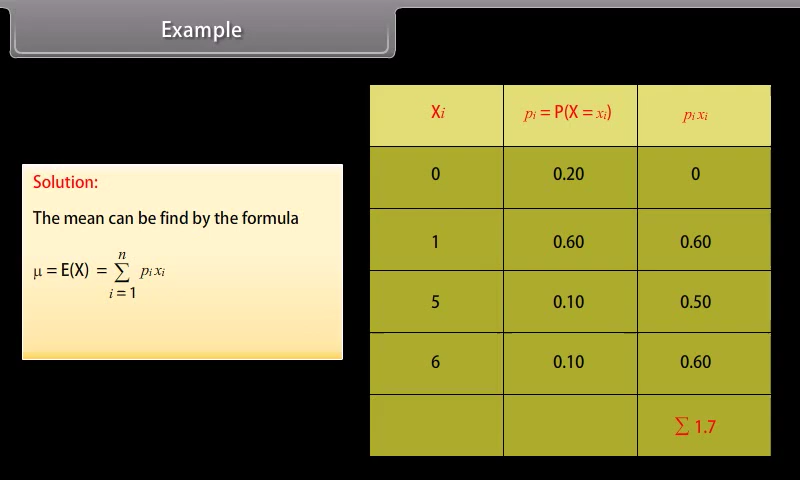 Example
Solution:
The mean can be find by the formula
μ = E(X) = n∑i = 1 pi xi
Xi pi = P(X = xi) pi xi
0 0.20 0
1 0.60 0.60
5 0.10 0.50
6 0.10 0.60
∑ 1.7